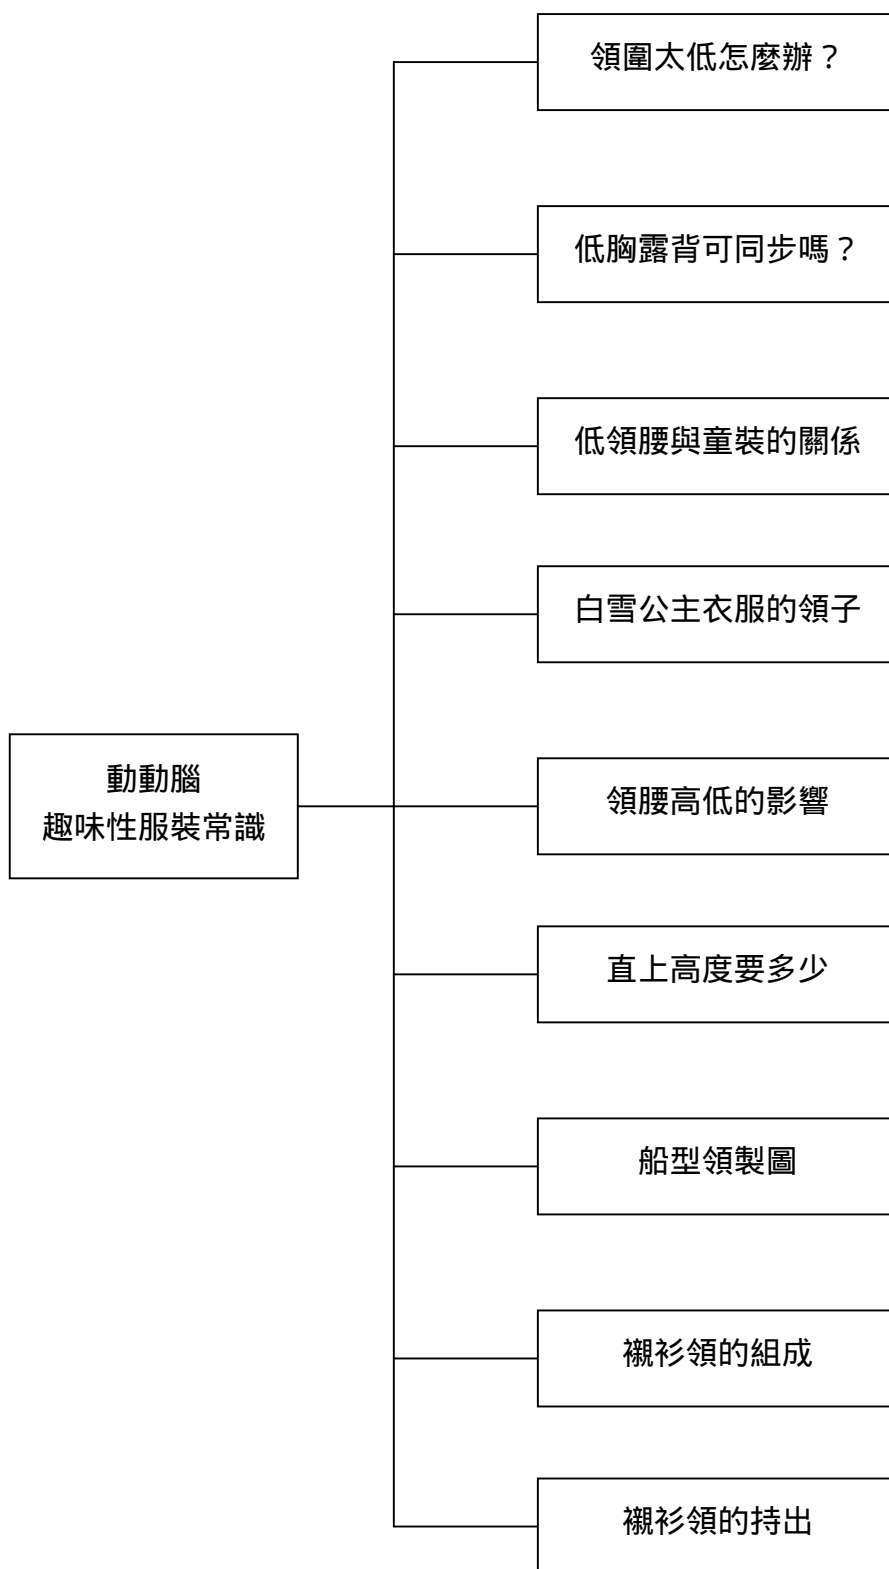 領圍太低怎麼辦？
低胸露背可同步嗎？
低領腰與童裝的關係
白雪公主衣服的領子
動動腦
趣味性服裝常識
領腰高低的影響
直上高度要多少
船型領製圖
襯衫領的組成
襯衫領的持出